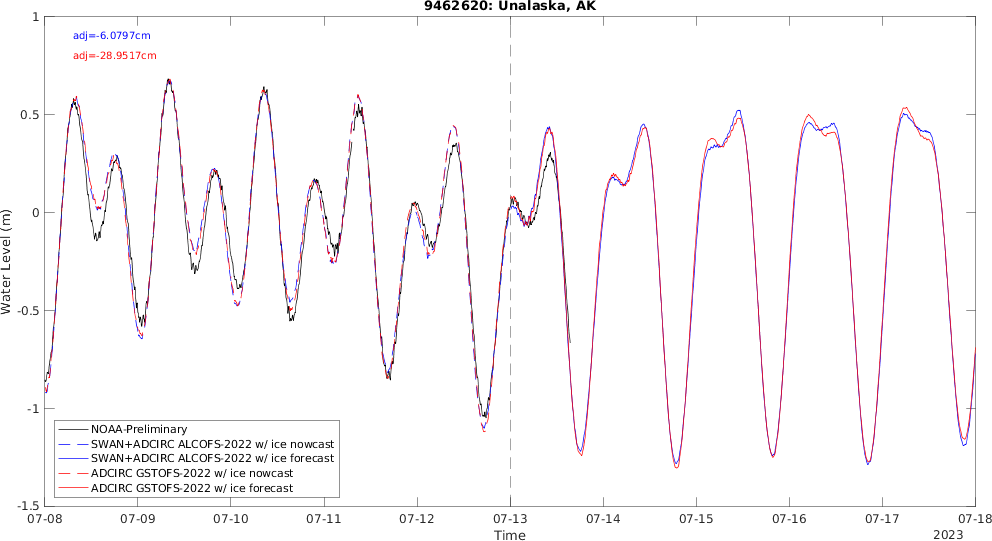 9462620: Unalaska, AK
adj=-6.0797cm
adj=-28.9517cm
1
0.5
0
-0.5
-1
-1.5
Water Level (m)
NOAA-Preliminary
SWAN+ADCIRC ALCOFS-2022 w/ ice nowcast
SWAN+ADCIRC ALCOFS-2022 w/ ice forecast
ADCIRC GSTOFS-2022 w/ ice nowcast
ADCIRC GSTOFS-2022 w/ ice forecast
07-08 07-09 07-10 07-11 07-12 07-13 07-14 07-15 07-16 07-17 07-18
Time
2023